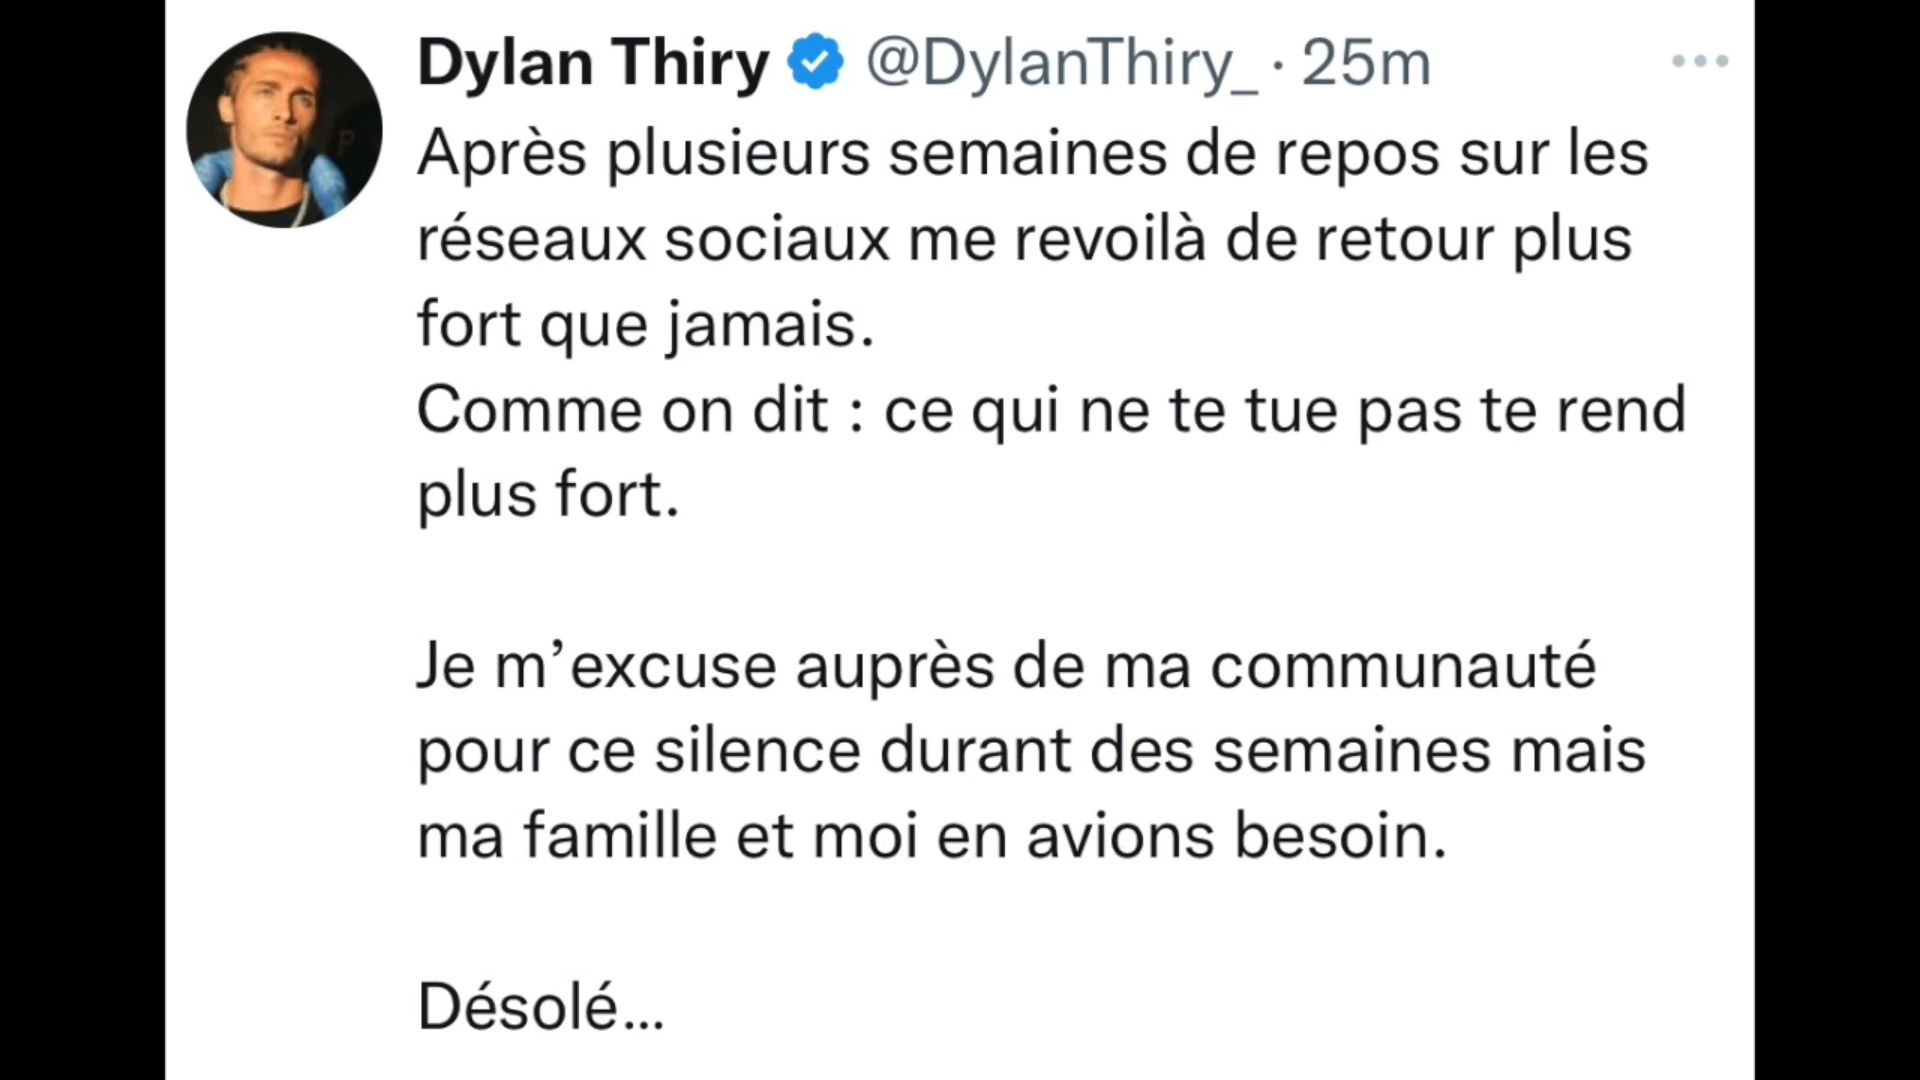 Dylan Thiry @DylanThiry_ · 25m
Après plusieurs semaines de repos sur les
réseaux sociaux me revoilà de retour plus
fort que jamais.
Comme on dit : ce qui ne te tue pas te rend
plus fort.
Je m’excuse auprès de ma communauté
pour ce silence durant des semaines mais
ma famille et moi en avions besoin.
Désolé...